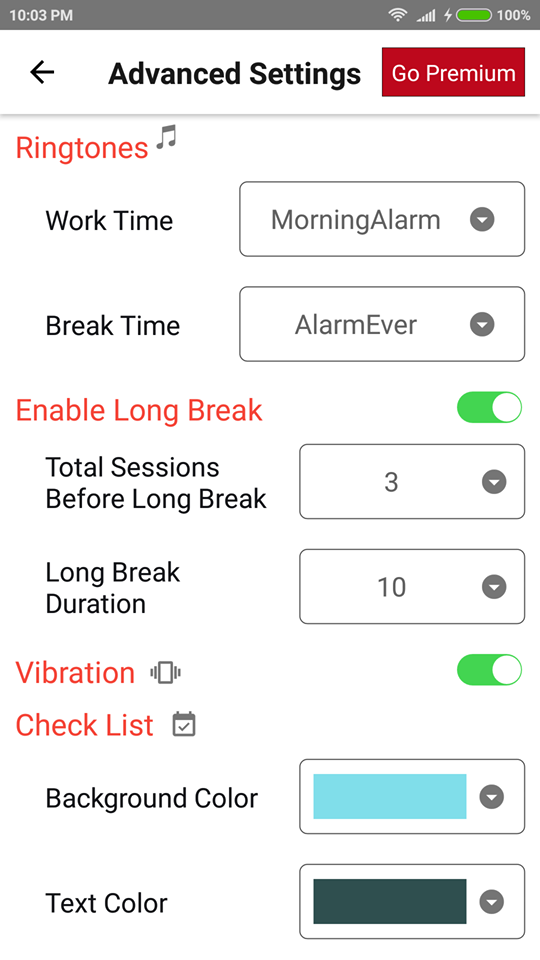 10:03 PM
100%
Advanced Settings
Go Premium
Ringtones
Work Time
MorningAlarm
Break Time
AlarmEver
Enable Long Break
Total Sessions
Before Long Break
3
Long Break
Duration
10
Vibration
Check List
Background Color
Text Color